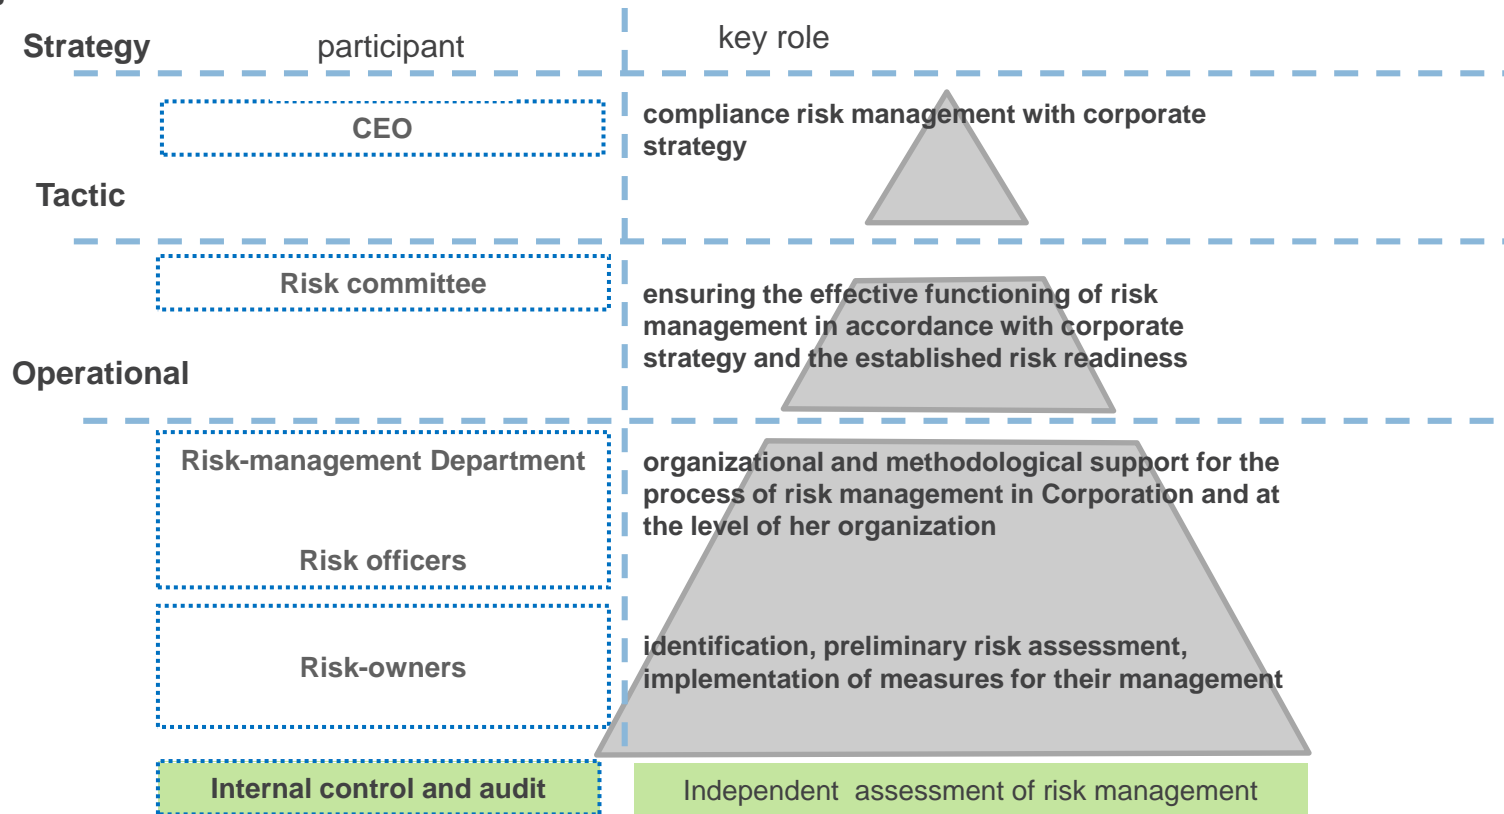 Strategy
participant
key role
CEO
compliance risk management with corporate
strategy
Tactic
Risk committee
ensuring the effective functioning of risk
management in accordance with corporate
strategy and the established risk readiness
Operational
Risk-management Department
Risk officers
organizational and methodological support for the
process of risk management in Corporation and at
the level of her organization
Risk-owners
identification, preliminary risk assessment,
implementation of measures for their management
Internal control and audit
Independent assessment of risk management